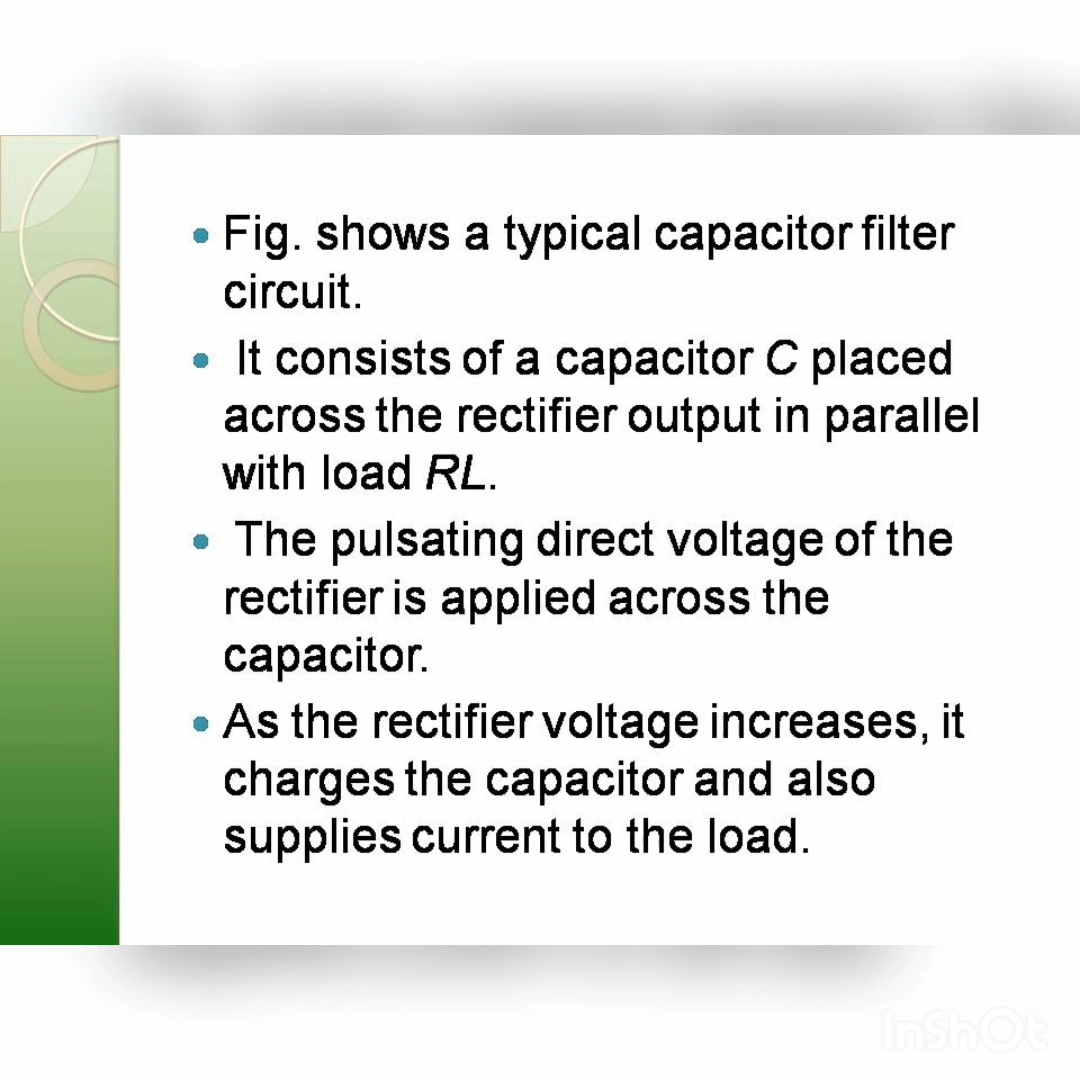 • Fig. shows a typical capacitor filter
circuit.
• It consists of a capacitor C placed
across the rectifier output in parallel
with load RL.
• The pulsating direct voltage of the
rectifier is applied across the
capacitor.
• As the rectifier voltage increases, it
charges the capacitor and also
supplies current to the load.
InShOt